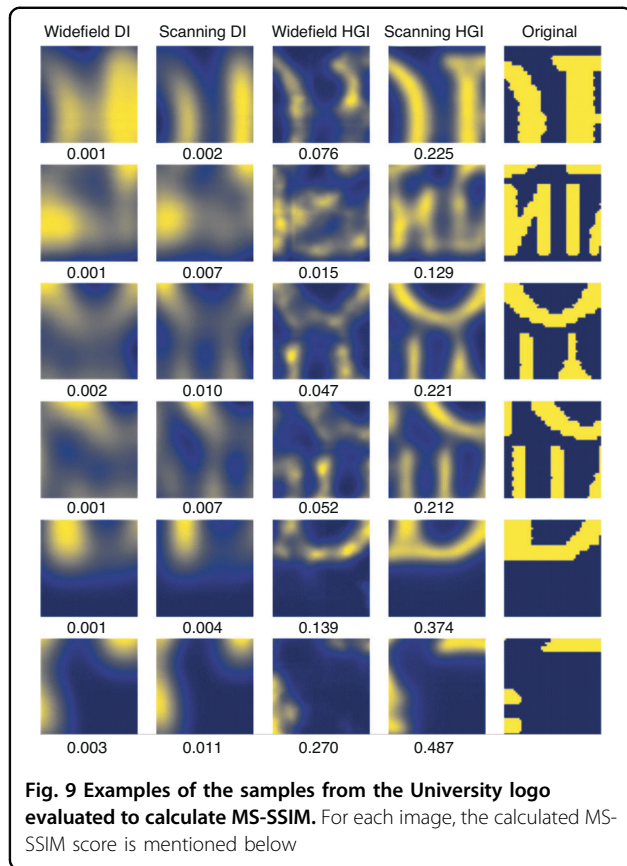 Widefield DI Scanning DI Widefield HGI Scanning HGI Original
0.001 0.002 0.076 0.225
0.001 0.007 0.015 0.129
0.002 0.010 0.047 0.221
0.001 0.007 0.052 0.212
0.001 0.004 0.139 0.374
0.003 0.011 0.270 0.487
Fig. 9 Examples of the samples from the University logo
evaluated to calculate MS-SSIM. For each image, the calculated MS-
SSIM score is mentioned below